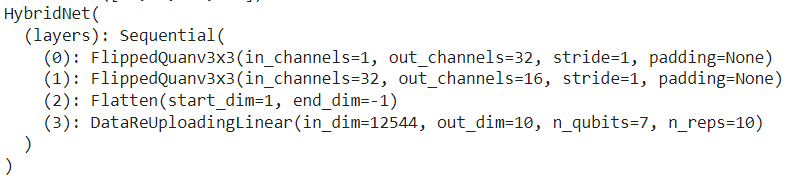 HybridNet(
  (layers): Sequential(
    (0): FlippedQuanv3x3(in_channels=1, out_channels=32, stride=1, padding=None)
    (1): FlippedQuanv3x3(in_channels=32, out_channels=16, stride=1, padding=None)
    (2): Flatten(start_dim=1, end_dim=-1)
    (3): DataReUploadingLinear(in_dim=12544, out_dim=10, n_qubits=7, n_reps=10)
  )
)